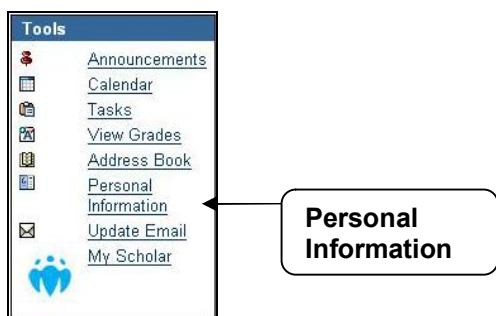 Tools
Announcements
Calendar
Tasks
View Grades
Address Book
Personal
Information
Update Email
My Scholar
Personal
Information